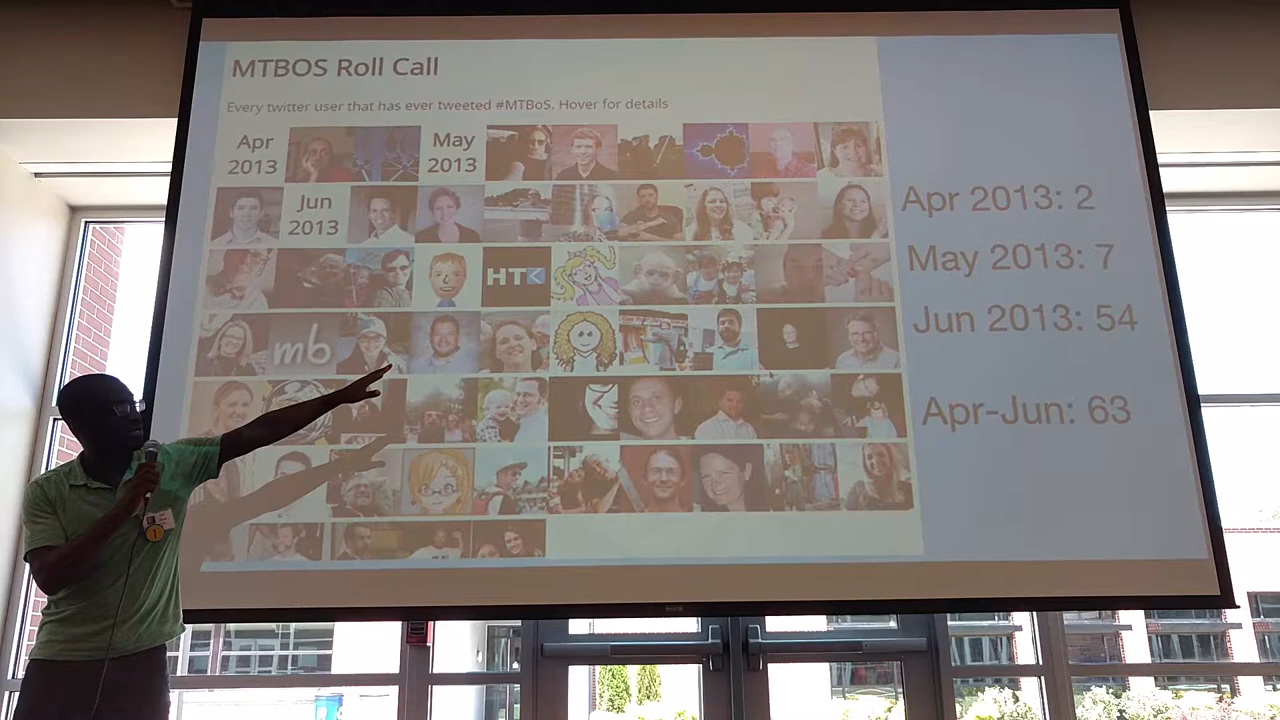 MTBOS Roll Call
Every twitter user that has ever tweeted #MTBoS. Hover for details
Apr
2013
May
2013
Jun
2013
HTK
mb
Apr 2013: 2
May 2013: 7
Jun 2013: 54
Apr-Jun: 63